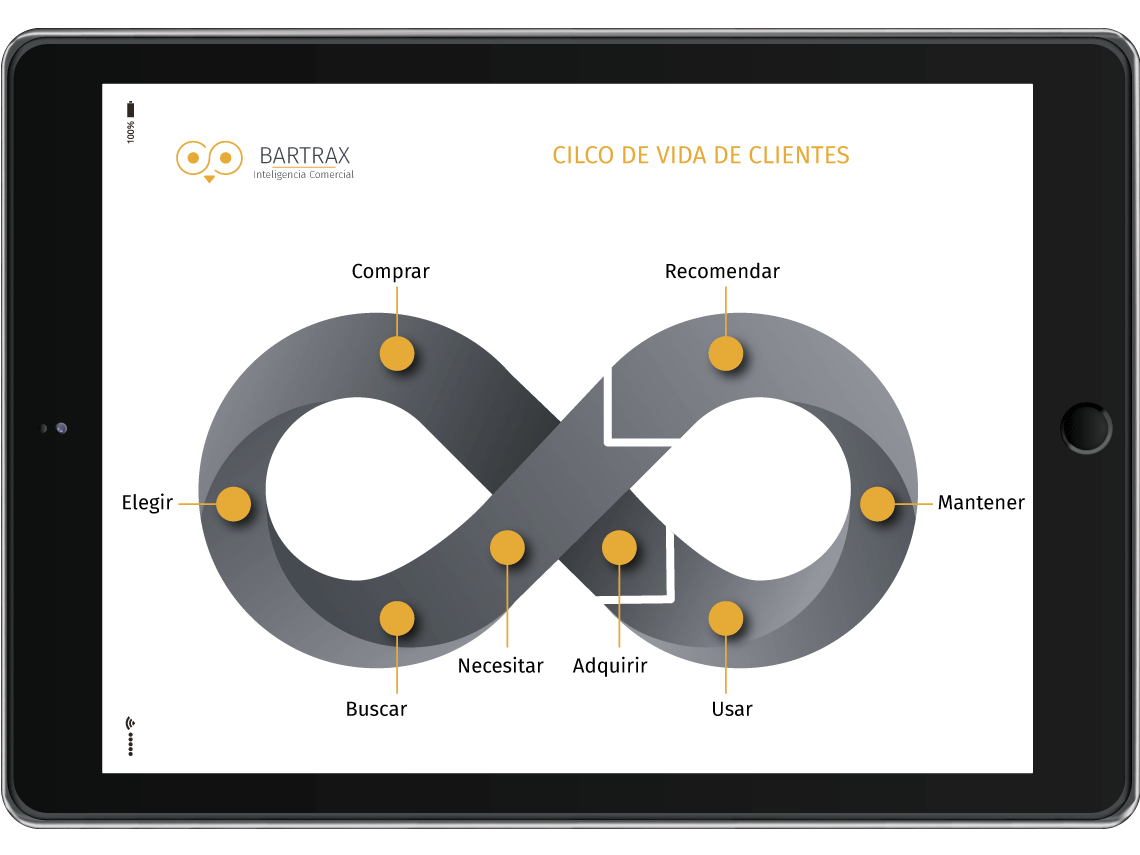 100%
BARTRAX
Inteligencia Comercial
CILCO DE VIDA DE CLIENTES
Comprar
Recomendar
Elegir
Mantener
Necesitar
Adquirir
Buscar
Usar